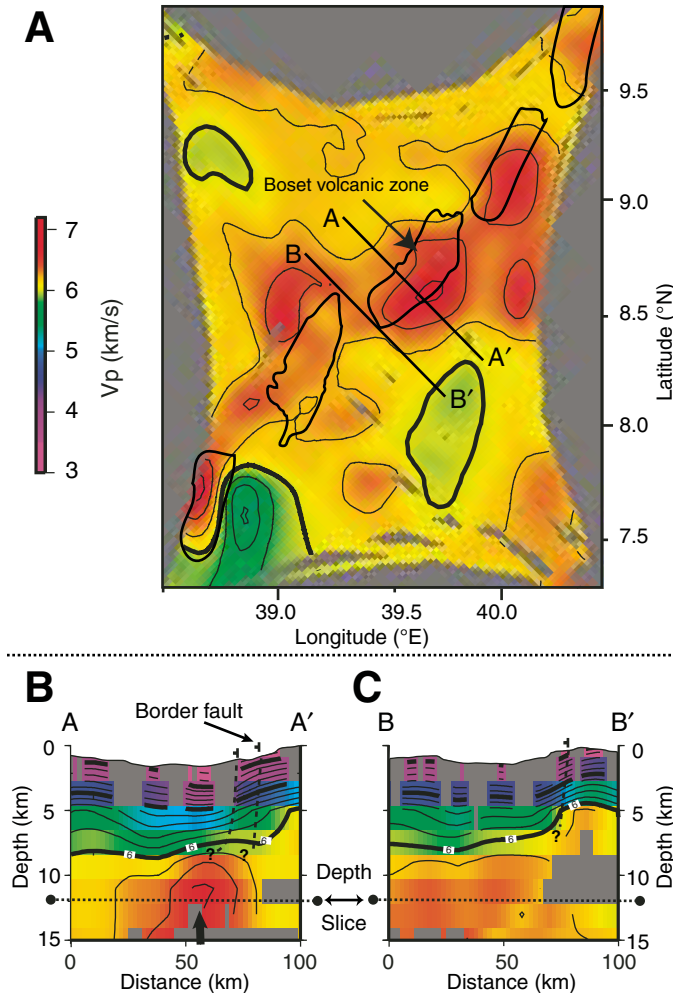 A
9.5
Boset volcanic zone
9.0
A
B
7
6
5
4
3
Vp (km/s)
8.5
Latitude (°N)
A′
B′
8.0
7.5
39.0 39.5 40.0
Longitude (°E)
B C
A Border fault A′ B B′
0 0
5 5
10 10
15 15
Depth (km)
Depth (km)
6 6 6
6 6
?′ ?
?
Depth
Slice
0 50 100 0 50 100
Distance (km) Distance (km)